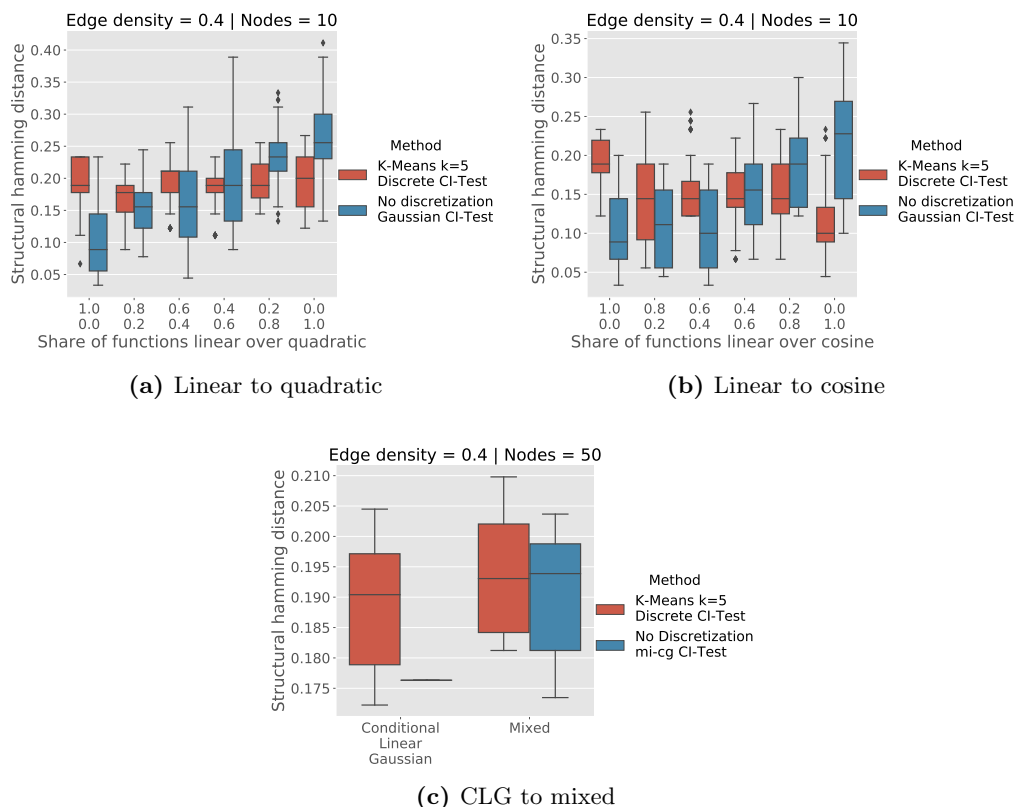 Edge density = 0.4 | Nodes = 10
Structural hamming distance
0.40
0.35
0.30
0.25
0.20
0.15
0.10
0.05
1.0 0.8 0.6 0.4 0.2 0.0
0.0 0.2 0.4 0.6 0.8 1.0
Share of functions linear over quadratic
Method
K-Means k=5
Discrete CI-Test
No discretization
Gaussian CI-Test
(a) Linear to quadratic
Edge density = 0.4 | Nodes = 10
Structural hamming distance
0.35
0.30
0.25
0.20
0.15
0.10
0.05
1.0 0.8 0.6 0.4 0.2 0.0
0.0 0.2 0.4 0.6 0.8 1.0
Share of functions linear over cosine
Method
K-Means k=5
Discrete CI-Test
No discretization
Gaussian CI-Test
(b) Linear to cosine
Edge density = 0.4 | Nodes = 50
Structural hamming distance
0.210
0.205
0.200
0.195
0.190
0.185
0.180
0.175
Conditional
Linear
Gaussian
Mixed
Method
K-Means k=5
Discrete CI-Test
No Discretization
mi-cg CI-Test
(c) CLG to mixed